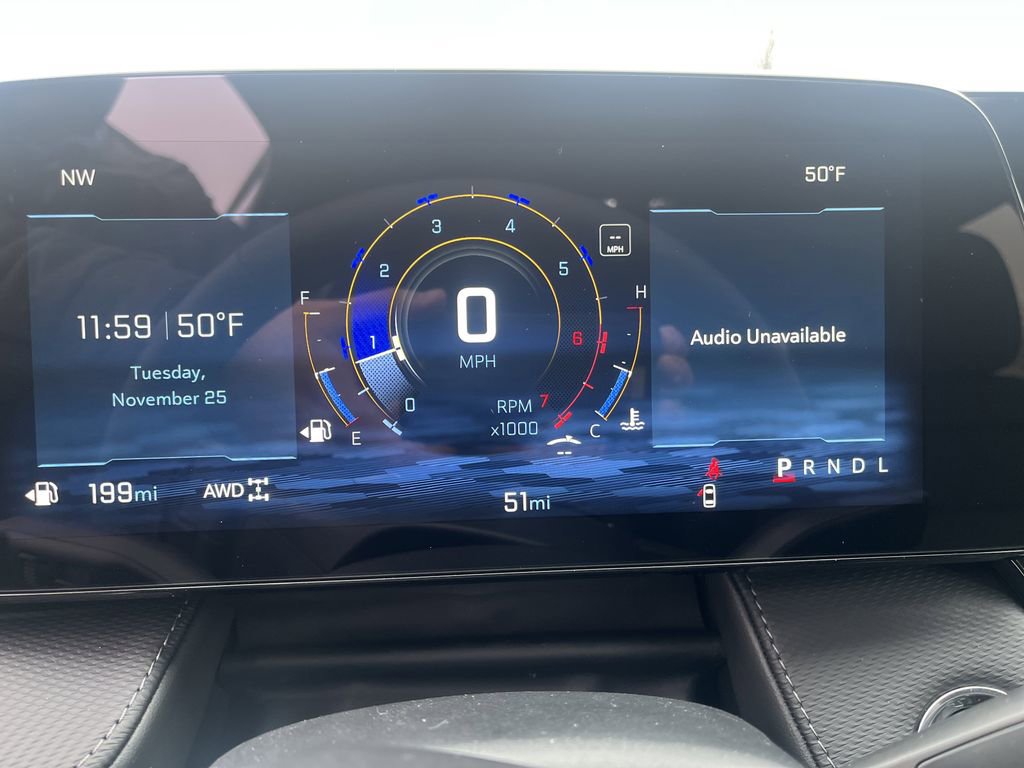 NW
50°F
11:59 50°F
Tuesday,
November 25
Audio Unavailable
F
E
0
1
2
3
4
5
6
7
0
MPH
RPM
x1000
--
MPH
H
C
--
199mi
AWD
51mi
P R N D L